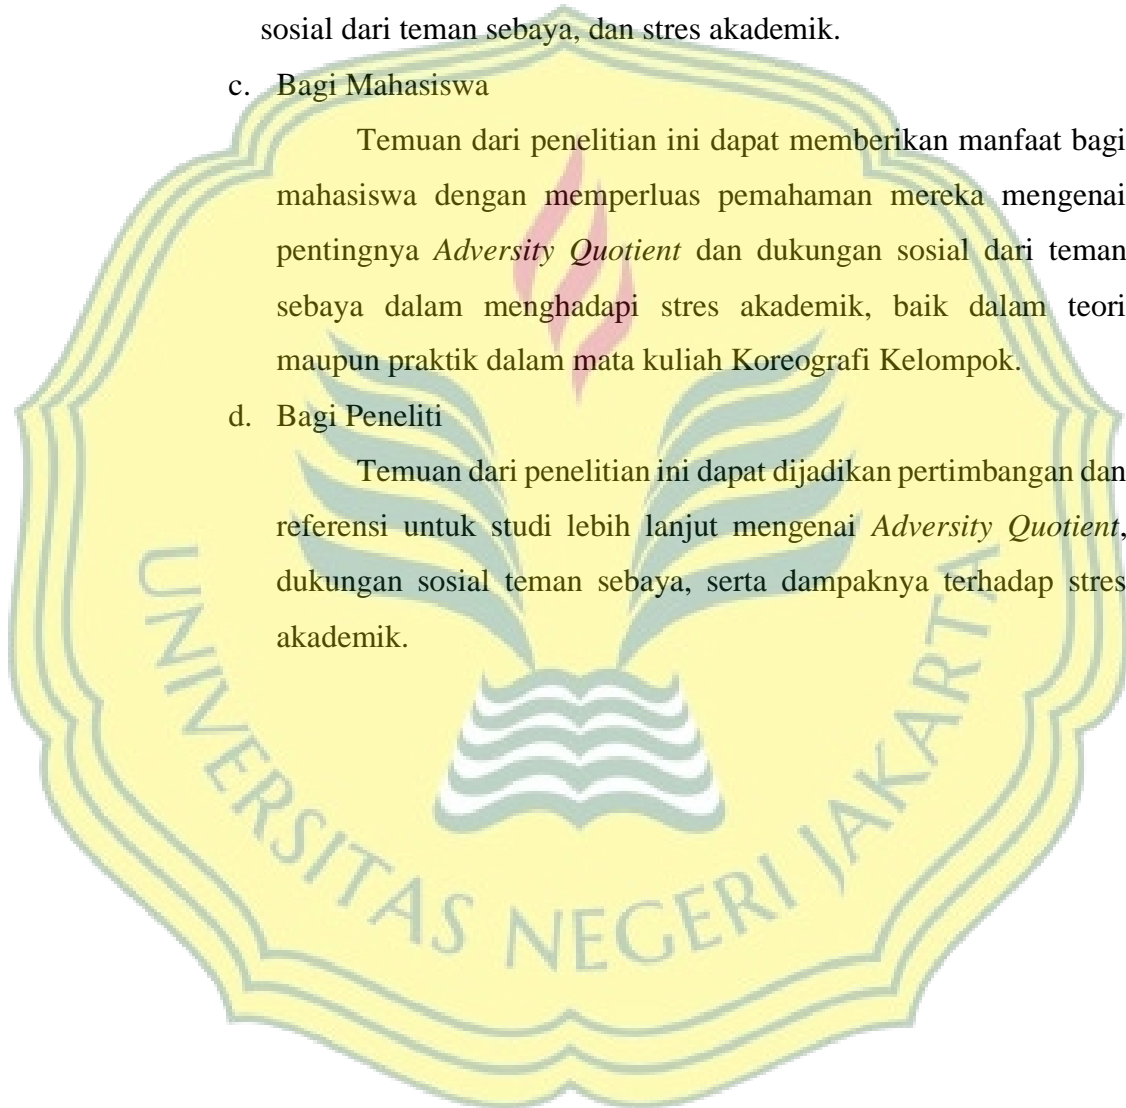 sosial dari teman sebaya, dan stres akademik.
c. Bagi Mahasiswa
Temuan dari penelitian ini dapat memberikan manfaat bagi
mahasiswa dengan memperluas pemahaman mereka mengenai
pentingnya Adversity Quotient dan dukungan sosial dari teman
sebaya dalam menghadapi stres akademik, baik dalam teori
maupun praktik dalam mata kuliah Koreografi Kelompok.
d. Bagi Peneliti
Temuan dari penelitian ini dapat dijadikan pertimbangan dan
referensi untuk studi lebih lanjut mengenai Adversity Quotient,
dukungan sosial teman sebaya, serta dampaknya terhadap stres
akademik.
UNIVERSITAS NEGERI JAKARTA